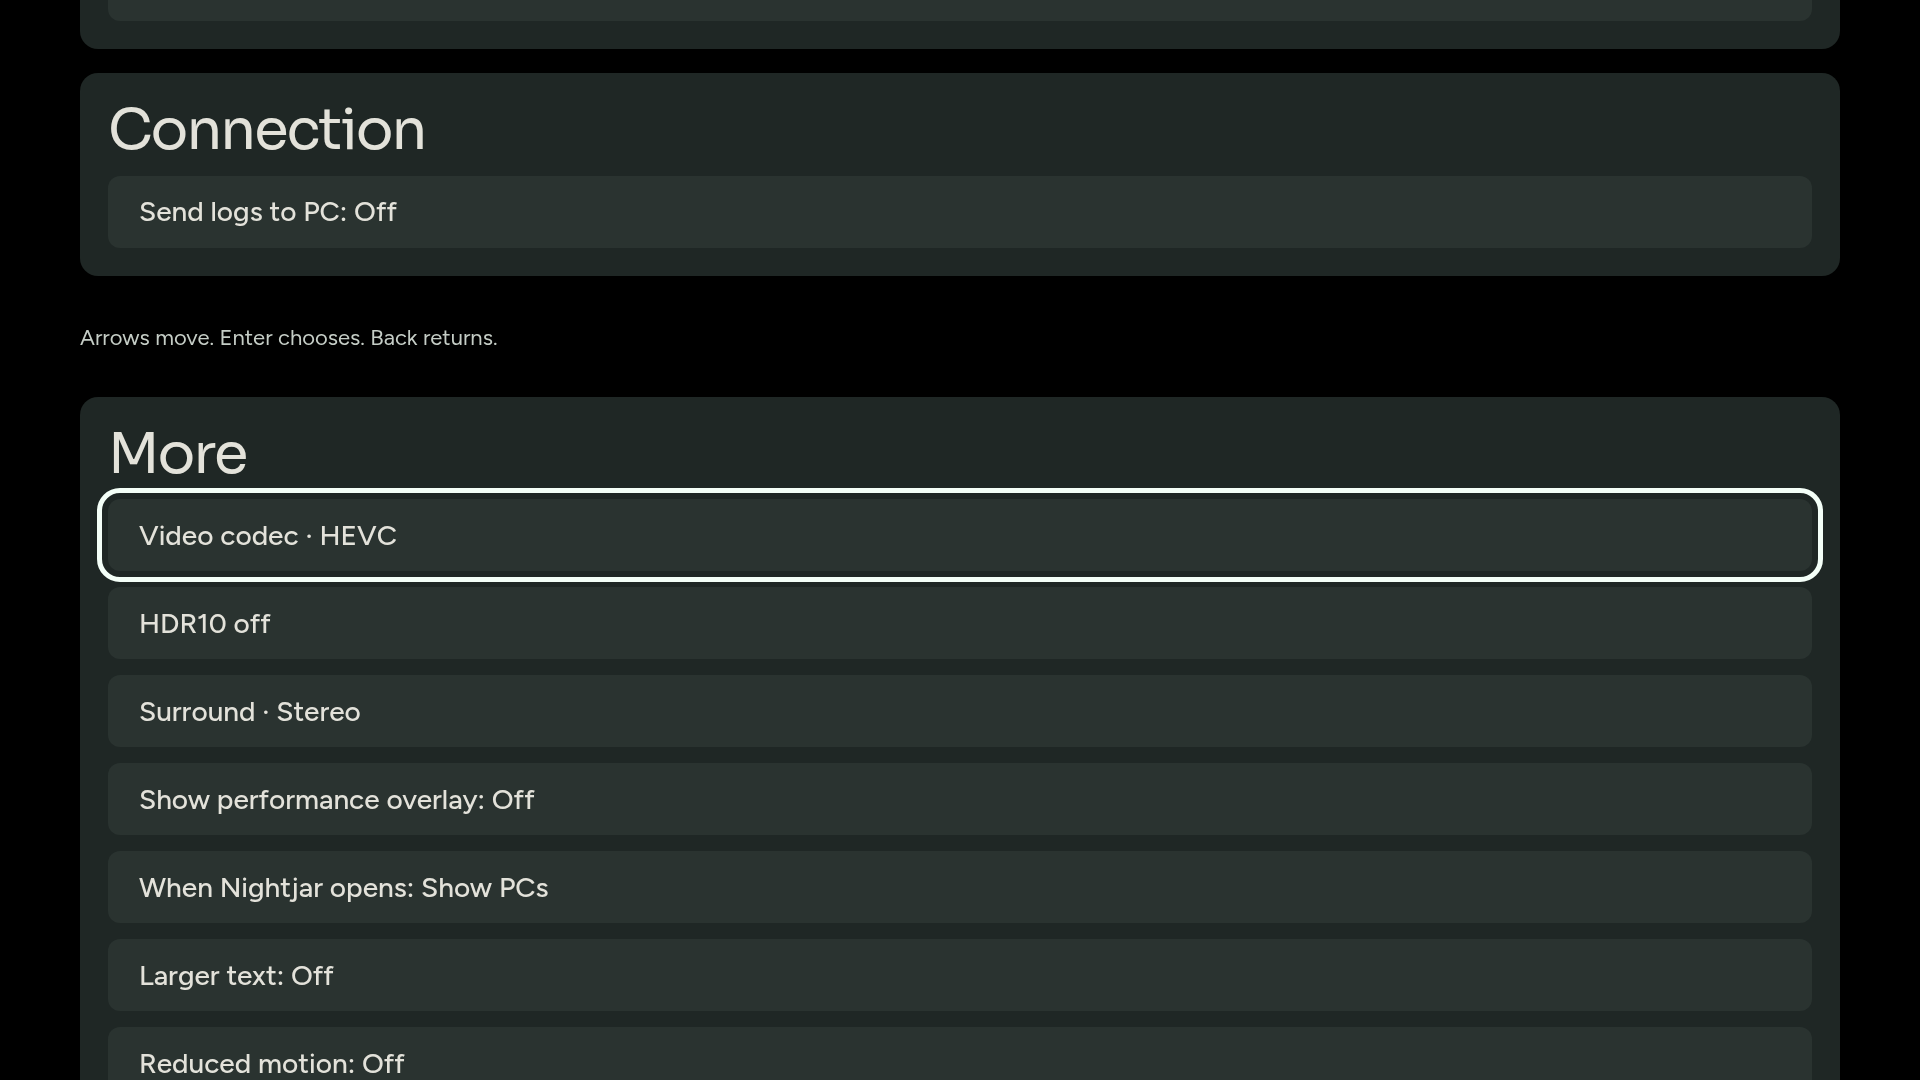 Connection
Send logs to PC: Off
Arrows move. Enter chooses. Back returns.
More
Video codec · HEVC
HDR10 off
Surround · Stereo
Show performance overlay: Off
When Nightjar opens: Show PCs
Larger text: Off
Reduced motion: Off